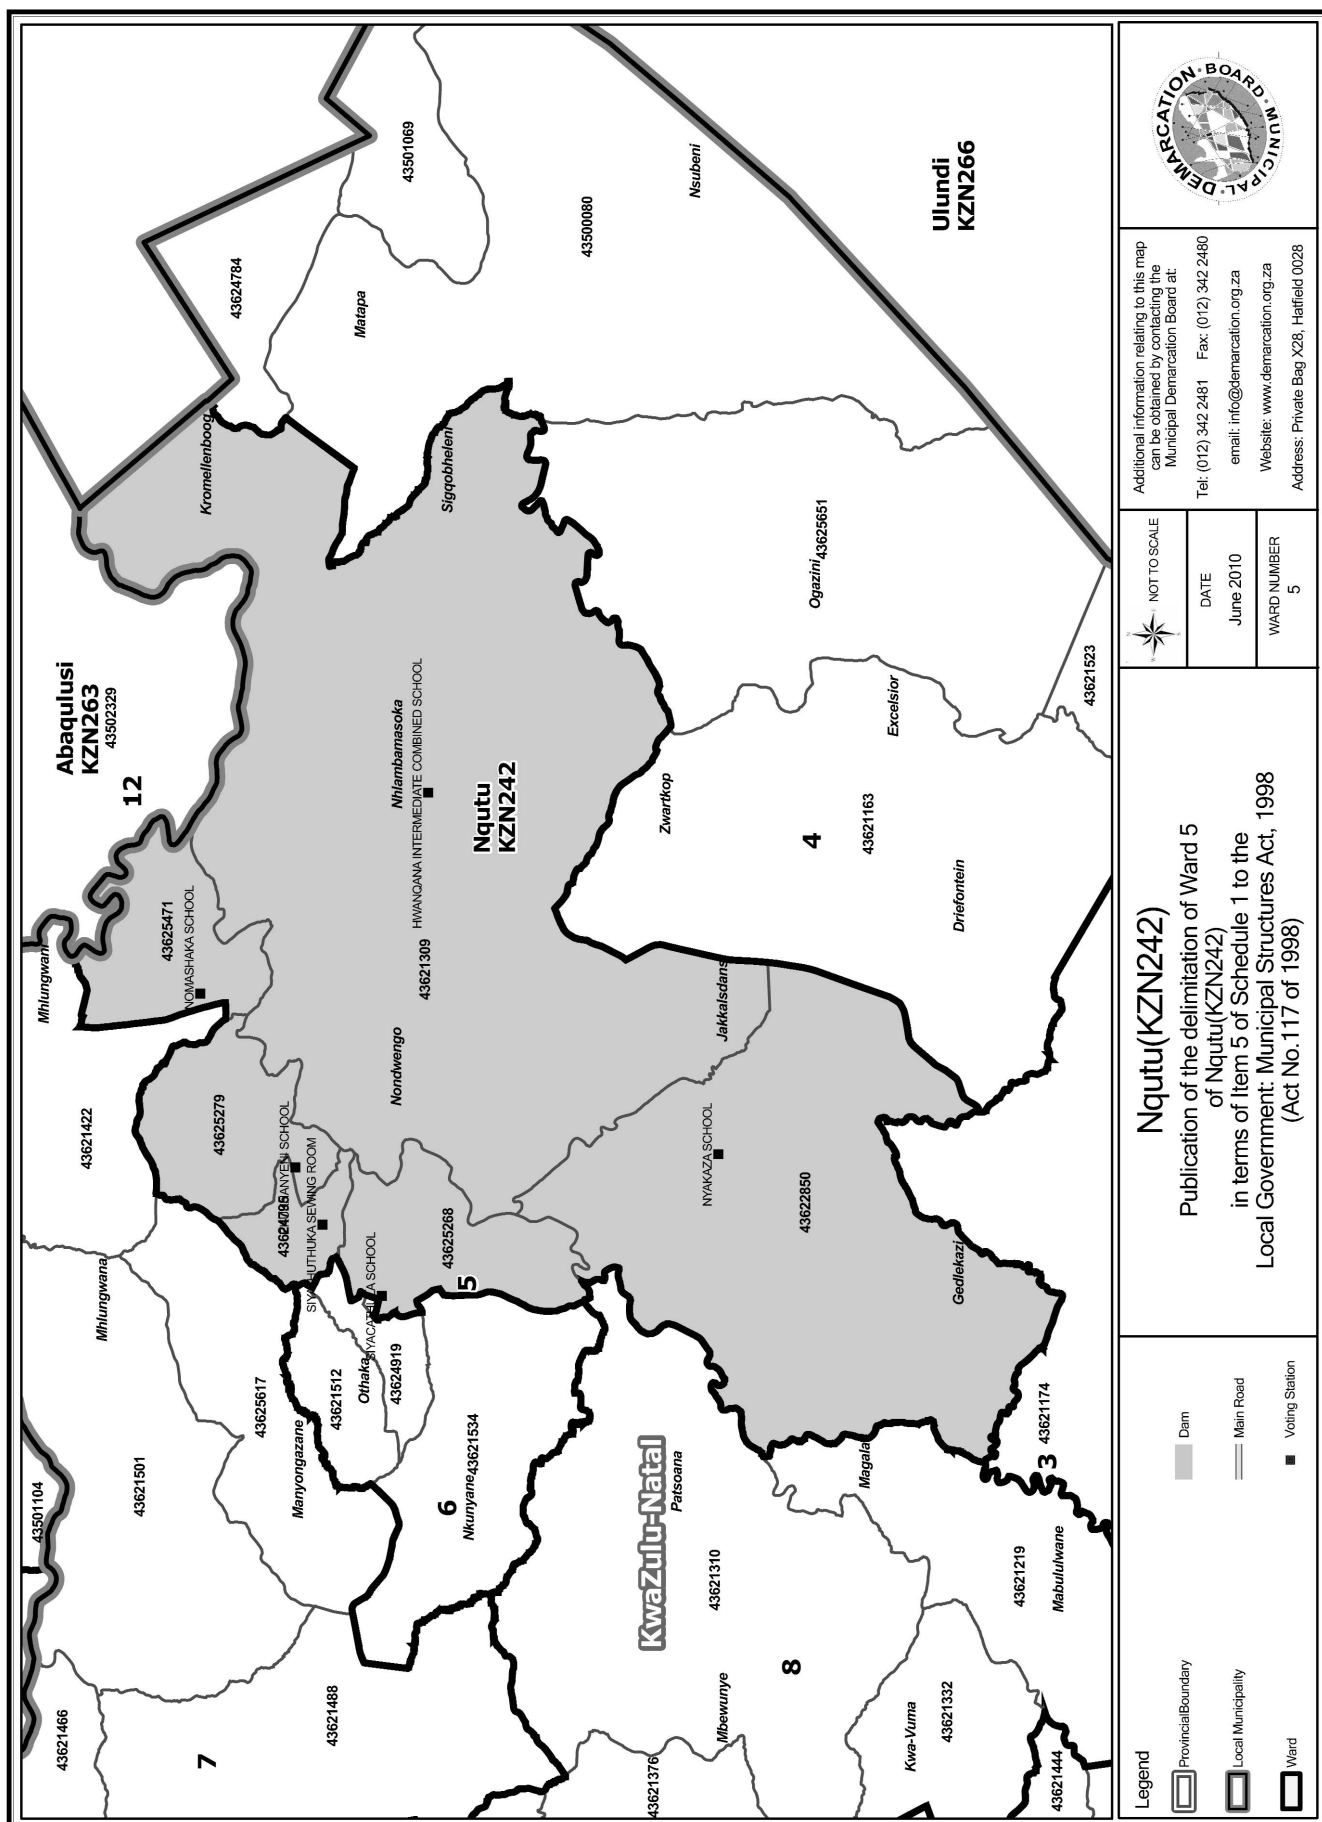 43501104
43621466
43621501
Mhlungwana
43621422
Mhlungwani
12
Abaqulusi
KZN263
43502329
7
43621488
43625617
Manyongazane
43621512
Othaka
43624919
43625279
43625471
NOMASHAKA SCHOOL
SIYACATHULA SCHOOL
Kromellenboog
43624784
Matapa
43501069
6
Nkunyane
43621534
5
43625268
Nondwengo
43621309
Nhlambamasoka
HWANQANA INTERMEDIATE COMBINED SCHOOL
Nqutu
KZN242
Sigqobheleni
43500080
Nsubeni
KwaZulu-Natal
Patsoana
43621310
Mbewunye
43621376
8
NYAKAZA SCHOOL
43622850
Jakkalsdans
Zwartkop
4
43621163
Excelsior
Driefontein
Ogazini
43625651
Ulundi
KZN266
Magala
Kwa-Vuma
43621332
43621219
Mabululwane
43621444
3
43621174
Gedlekazi
43621523
Legend
ProvincialBoundary
Local Municipality
Ward
Dam
Main Road
Voting Station
Nqutu(KZN242)
Publication of the delimitation of Ward 5
of Nqutu(KZN242)
in terms of Item 5 of Schedule 1 to the
Local Government: Municipal Structures Act, 1998
(Act No.117 of 1998)
N
E
S
W
NOT TO SCALE
DATE
June 2010
WARD NUMBER
5
Additional information relating to this map
can be obtained by contacting the
Municipal Demarcation Board at:
Tel: (012) 342 2481 Fax: (012) 342 2480
email: info@demarcation.org.za
Website: www.demarcation.org.za
Address: Private Bag X28, Hatfield 0028
MUNICIPAL DEMARCATION BOARD